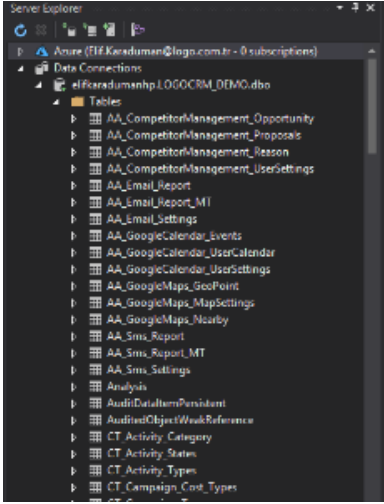 Server Explorer
Azure (Elif.Karaduman@logo.com.tr - 0 subscriptions)
Data Connections
elifkaradumanhp.LOGOCRM_DEMO.dbo
Tables
AA_CompetitorManagement_Opportunity
AA_CompetitorManagement_Proposals
AA_CompetitorManagement_Reason
AA_CompetitorManagement_UserSettings
AA_Email_Report
AA_Email_Report_MT
AA_Email_Settings
AA_GoogleCalendar_Events
AA_GoogleCalendar_UserCalendar
AA_GoogleCalendar_UserSettings
AA_GoogleMaps_GeoPoint
AA_GoogleMaps_MapSettings
AA_GoogleMaps_Nearby
AA_Sms_Report
AA_Sms_Report_MT
AA_Sms_Settings
Analysis
AuditDataItemPersistent
AuditedObjectWeakReference
CT_Activity_Category
CT_Activity_States
CT_Activity_Types
CT_Campaign_Cost_Types